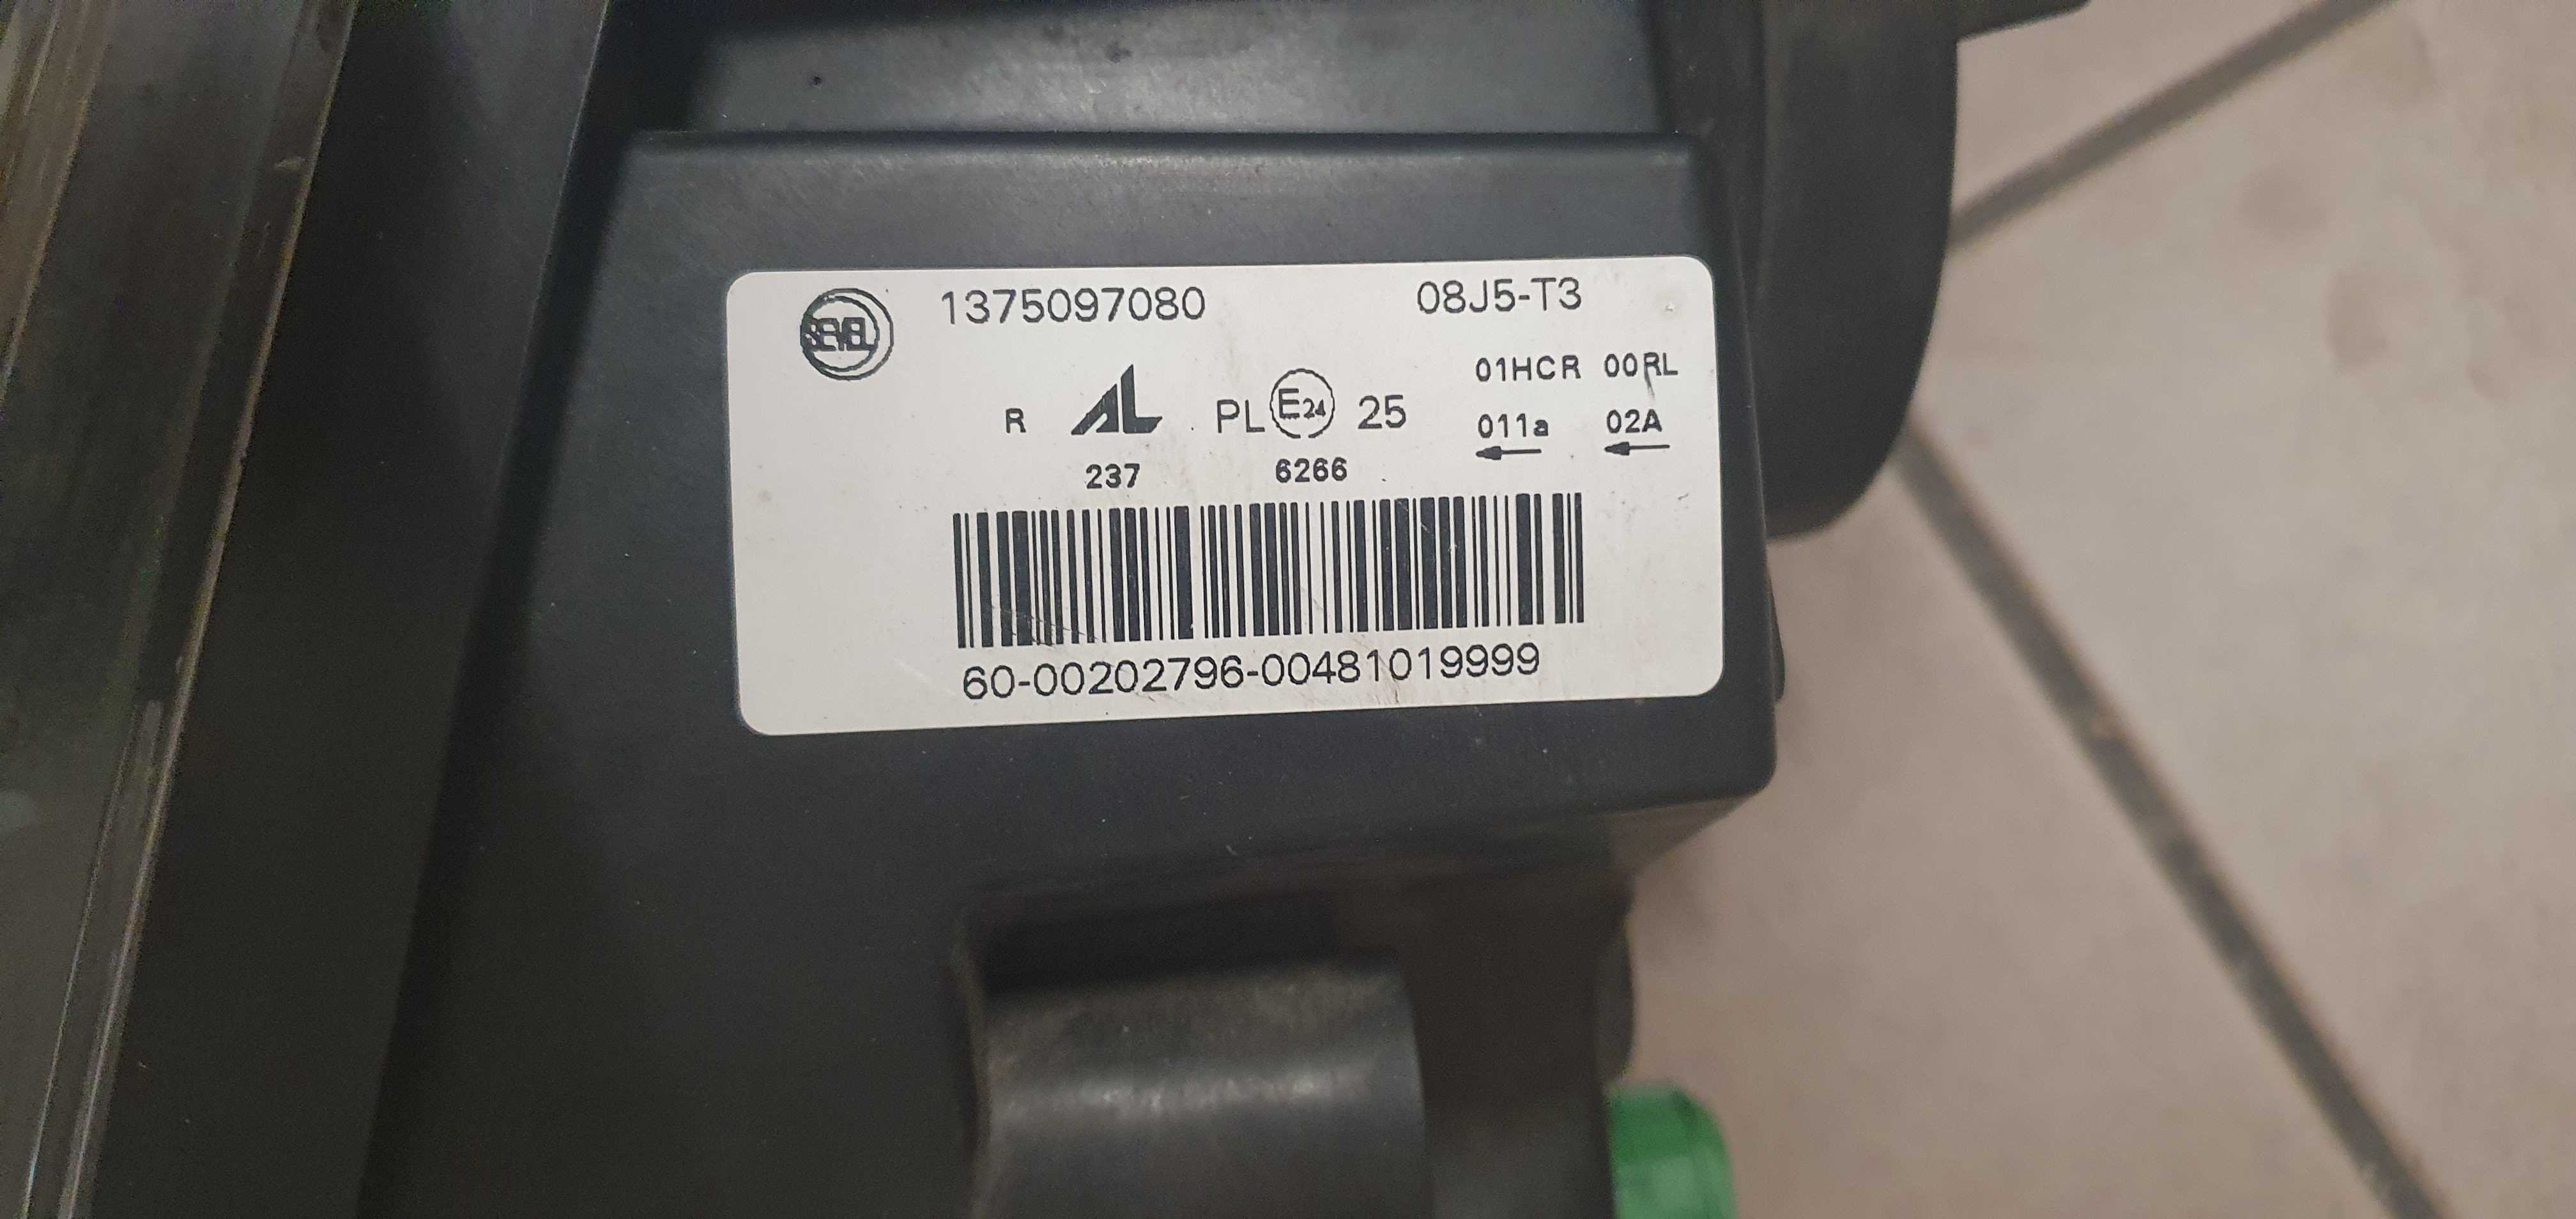 SEVEL 1375097080 08J5-T3
01HCR 00RL
R AL PL E24 25 011a 02A
237 6266
60-00202796-00481019999